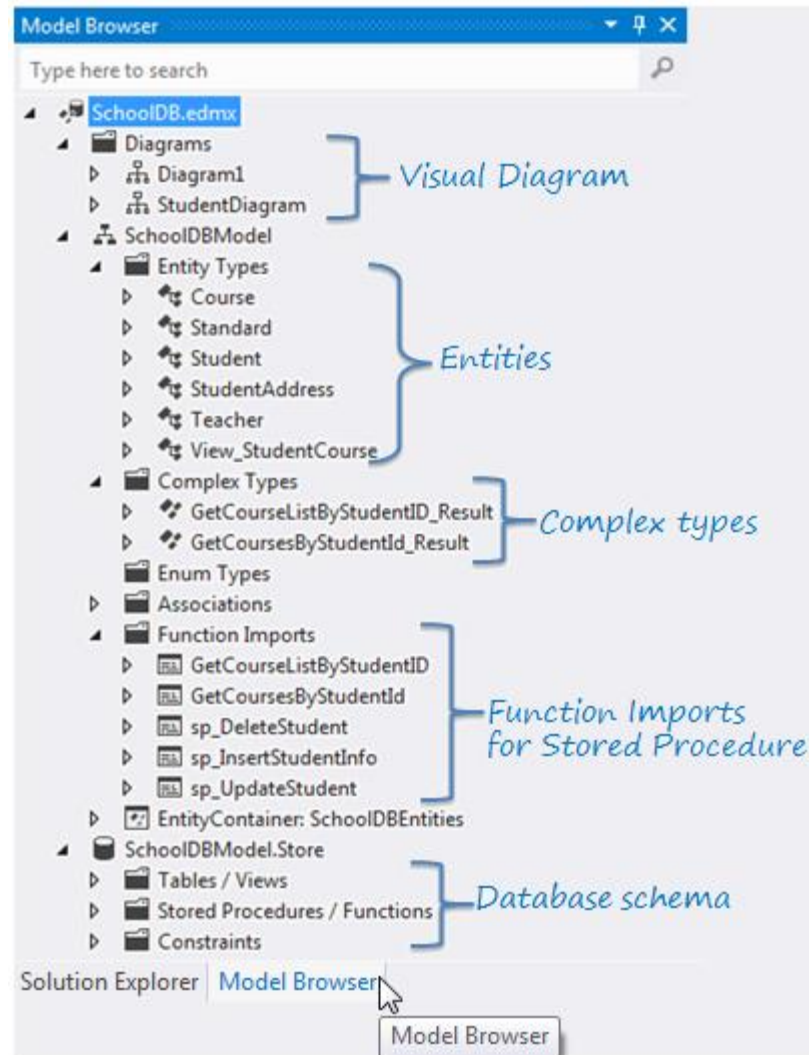 Model Browser
Type here to search
SchoolDB.edmx
Diagrams
Diagram1
StudentDiagram
Visual Diagram
SchoolDBModel
Entity Types
Course
Standard
Student
StudentAddress
Teacher
View_StudentCourse
Entities
Complex Types
GetCourseListByStudentID_Result
GetCoursesByStudentId_Result
Complex types
Enum Types
Associations
Function Imports
GetCourseListByStudentID
GetCoursesByStudentId
sp_DeleteStudent
sp_InsertStudentInfo
sp_UpdateStudent
Function Imports
for Stored Procedure
EntityContainer: SchoolDBEntities
SchoolDBModel.Store
Tables / Views
Stored Procedures / Functions
Constraints
Database schema
Solution Explorer Model Browser
Model Browser